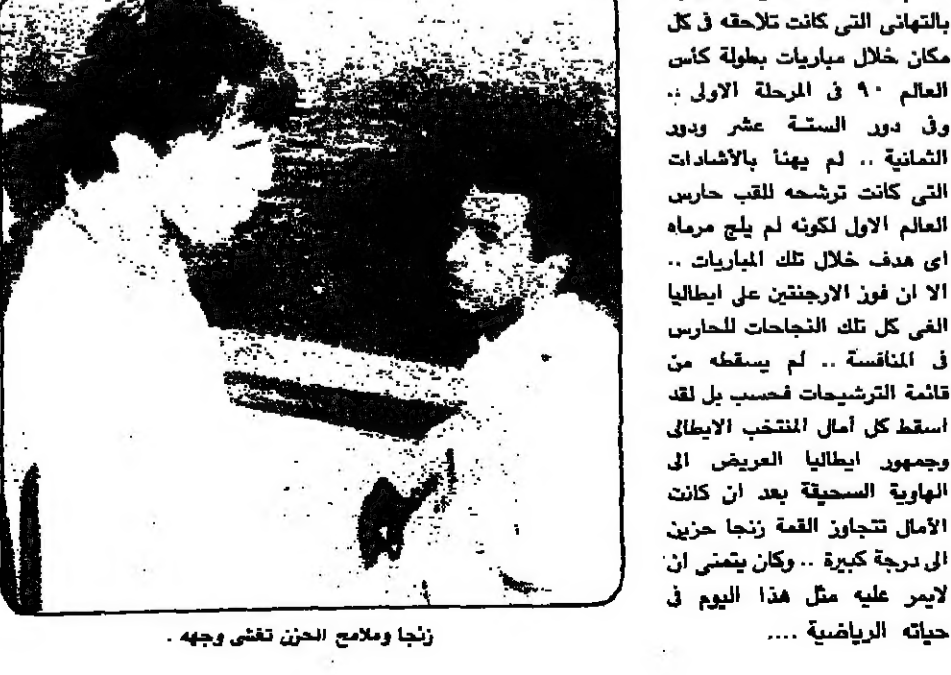 بالتهانى التى كانت تلاحقه فى كل
مكان خلال مباريات بطولة كأس
العالم ٩٠ فى المرحلة الاولى ..
وفى دور الستة عشر ودور
الثمانية .. لم يهنأ بالأشادات
التى كانت ترشحه للقب حارس
العالم الاول لكونه لم يلج مرماه
اى هدف خلال تلك المباريات ..
الا ان فوز الارجنتين على ايطاليا
الغى كل تلك النجاحات للحارس
فى المنافسة .. لم يسقطه من
قائمة الترشيحات فحسب بل لقد
اسقط كل أمال المنتخب الايطالى
وجمهور ايطاليا العريض الى
الهاوية السحيقة بعد ان كانت
الأمال تتجاوز القمة زنجا حزين
الى درجة كبيرة .. وكان يتمنى ان
لايمر عليه مثل هذا اليوم فى
حياته الرياضية ....
زنجا وملامح الحزن تغشى وجهه .